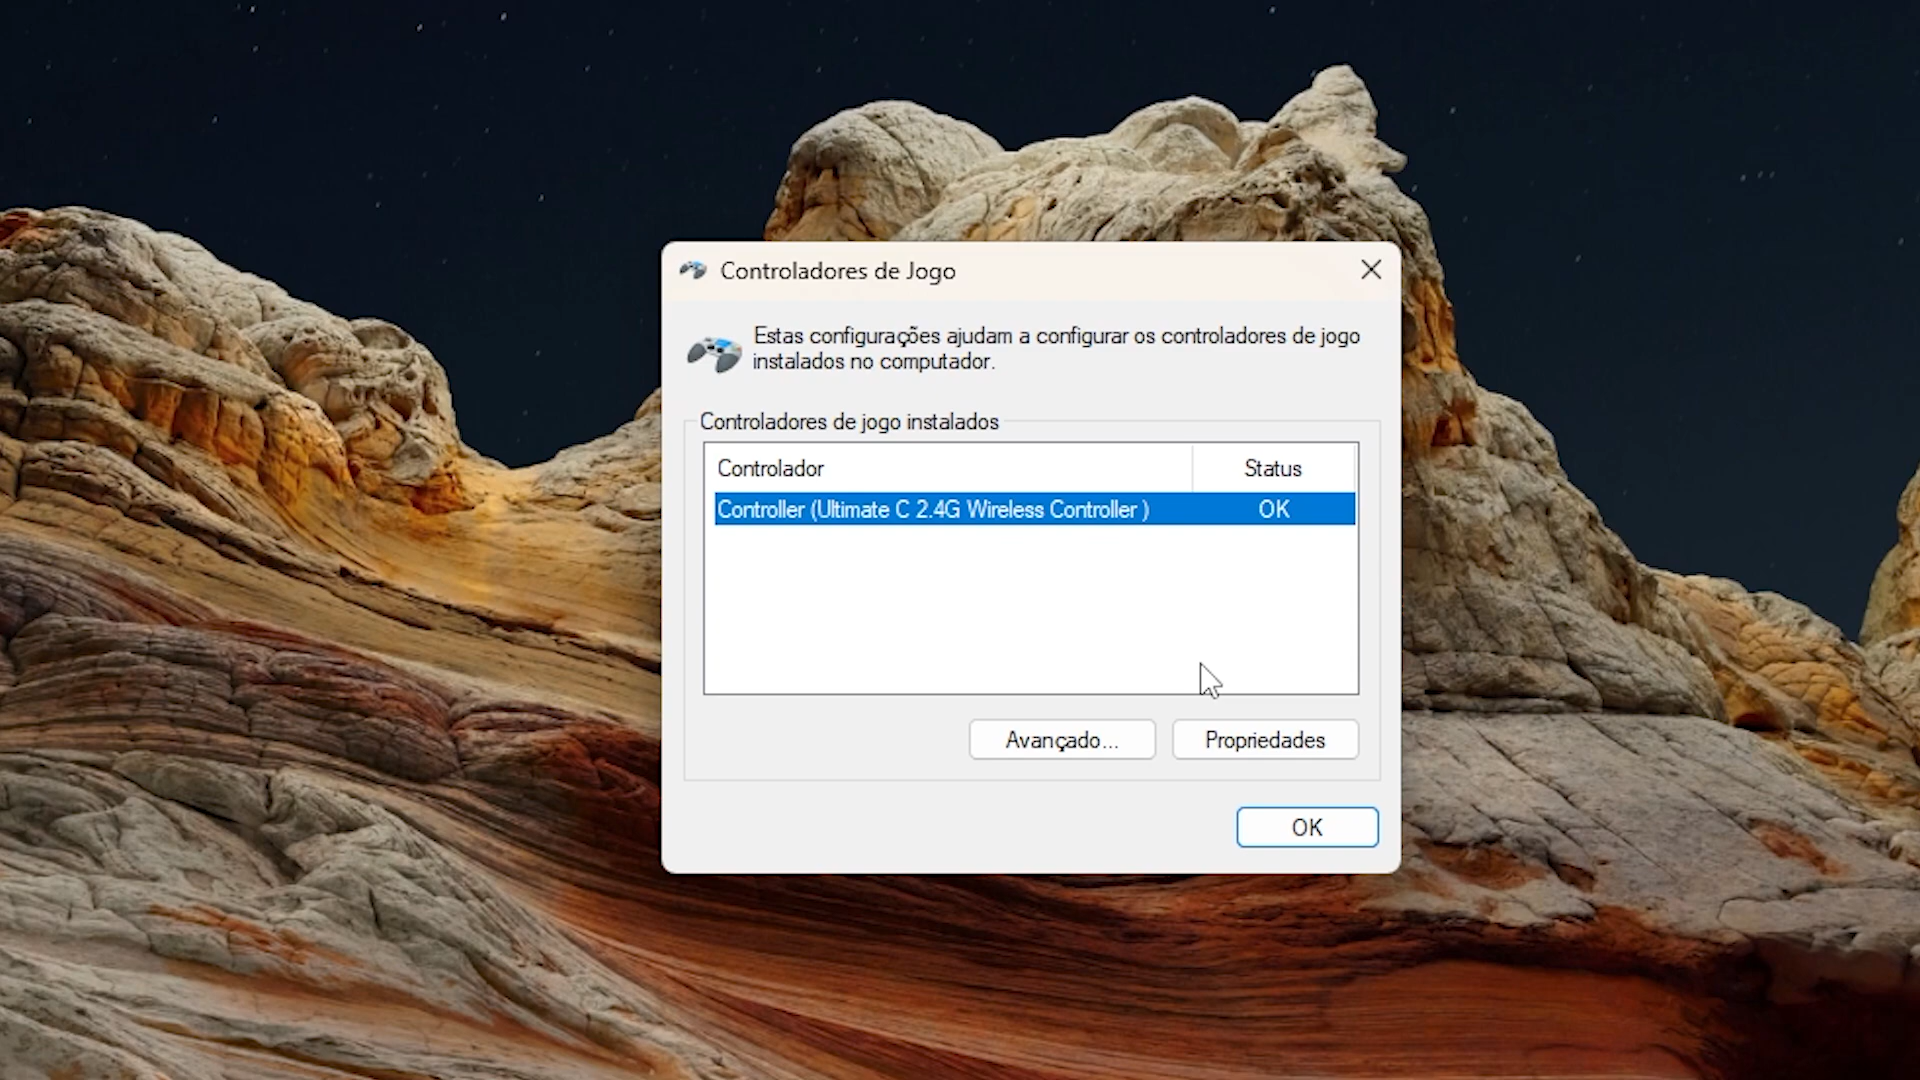 Controladores de Jogo
Estas configurações ajudam a configurar os controladores de jogo
instalados no computador.
Controladores de jogo instalados
Controlador Status
Controller (Ultimate C 2.4G Wireless Controller ) OK
Avançado... Propriedades
OK